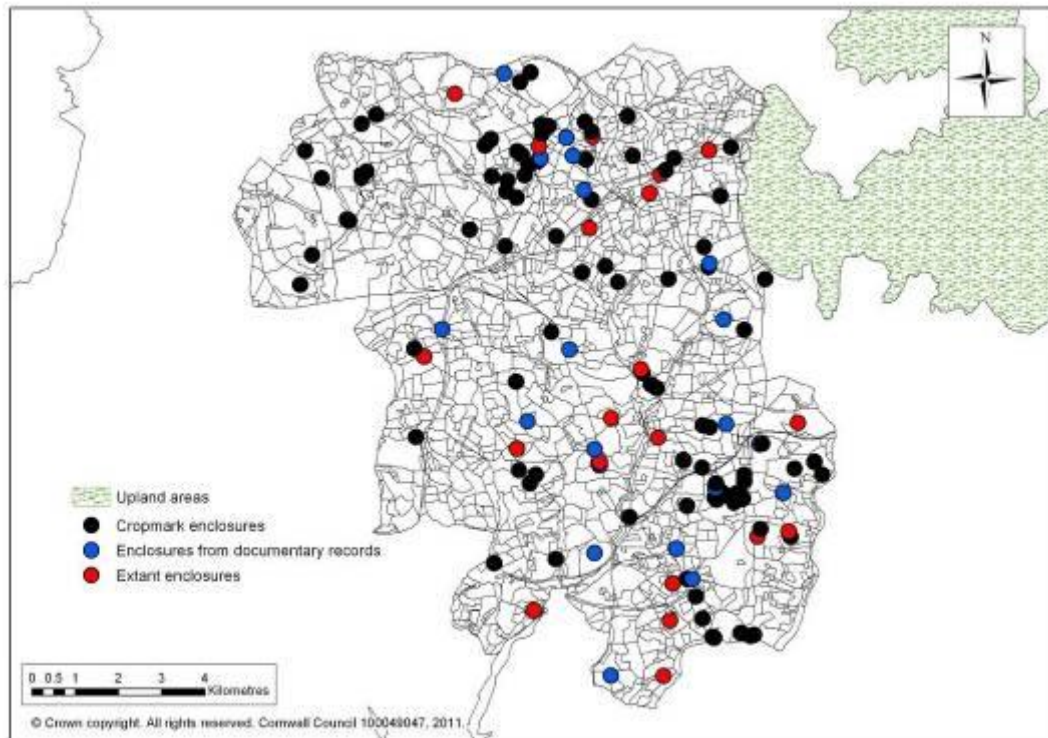 N
Upland areas
Cropmark enclosures
Enclosures from documentary records
Extant enclosures
0 0.5 1 2 3 4
Kilometres
© Crown copyright. All rights reserved. Cornwall Council 100049047, 2011.